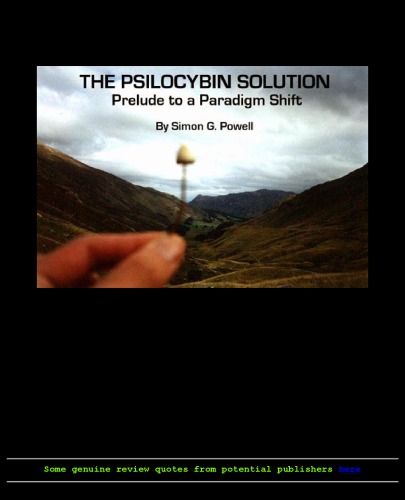 THE PSILOCYBIN SOLUTION
Prelude to a Paradigm Shift
By Simon G. Powell
Some genuine review quotes from potential publishers here